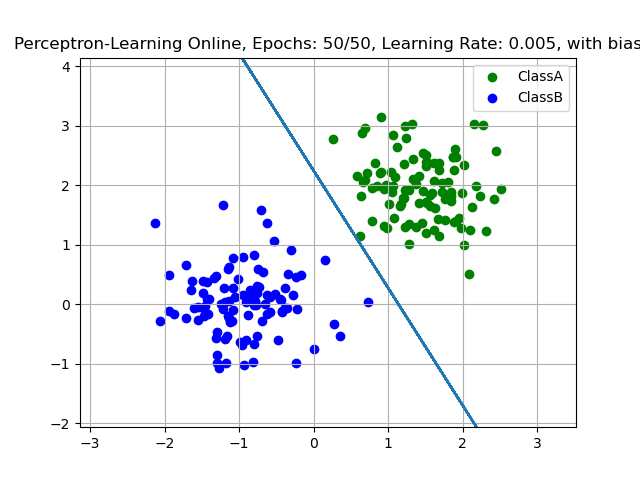 Perceptron-Learning Online, Epochs: 50/50, Learning Rate: 0.005, with bias
ClassA
ClassB
4
3
2
1
0
−1
−2
−3 −2 −1 0 1 2 3